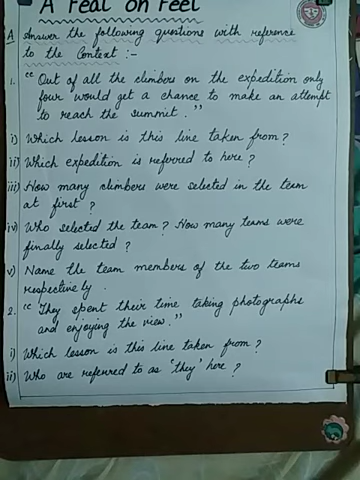 A Feat on Feet
A Answer the following questions with reference
to the Context :-
1. "Out of all the climbers on the expedition only
four would get a chance to make an attempt
to reach the summit."
i) Which lesson is this line taken from?
ii) Which expedition is referred to here?
iii) How many climbers were selected in the team
at first?
iv) Who selected the team? How many teams were
finally selected?
v) Name the team members of the two teams
respectively.
2. "They spent their time taking photographs
and enjoying the view."
i) Which lesson is this line taken from?
ii) Who are referred to as 'they' here?